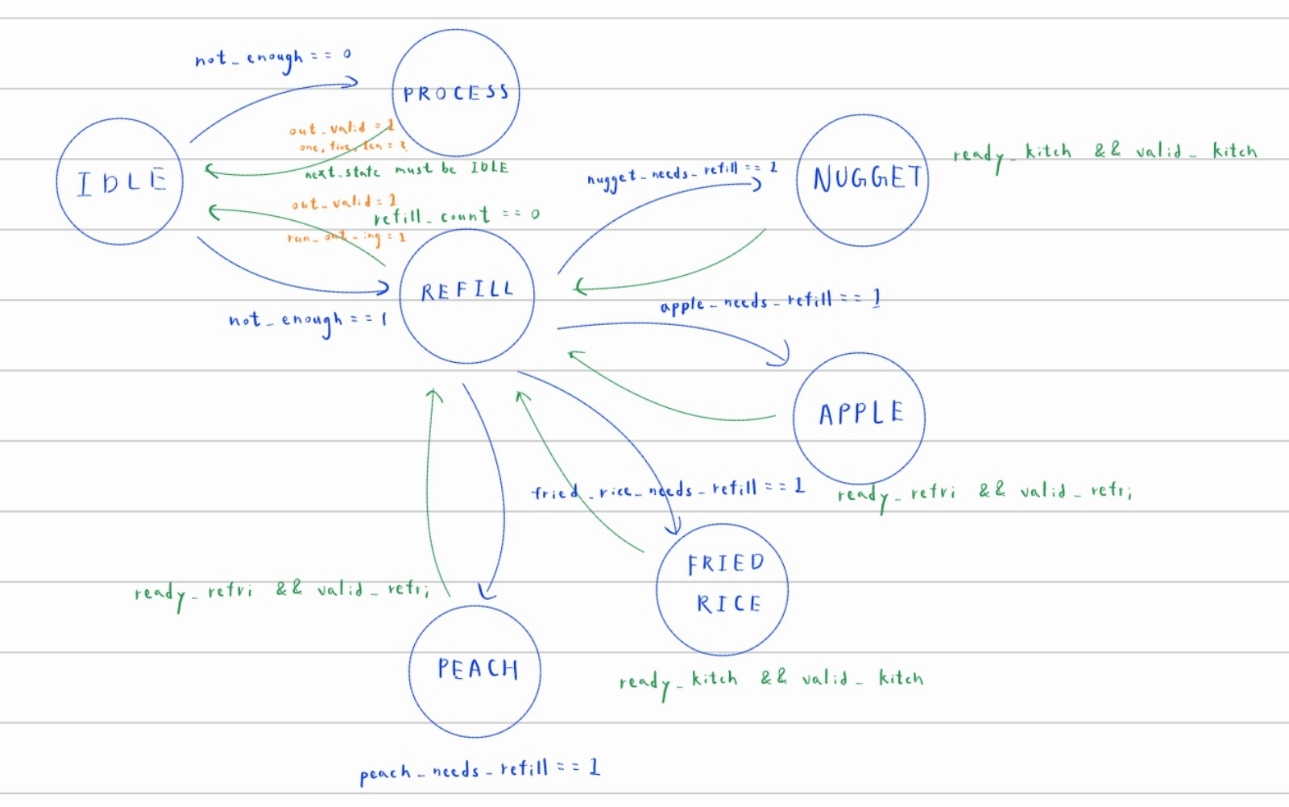 not_enough == 0
PROCESS
out_valid = 1
one, five, ten = ?
next_state must be IDLE
IDLE
ready_kitch && valid_kitch
nugget_needs_refill == 1
NUGGET
out_valid = 1
refill_count == 0
run_out_ing = 1
REFILL
apple_needs_refill == 1
not_enough == 1
APPLE
fried_rice_needs_refill == 1
ready_refri && valid_refri
FRIED
RICE
ready_refri && valid_refri
PEACH
ready_kitch && valid_kitch
peach_needs_refill == 1